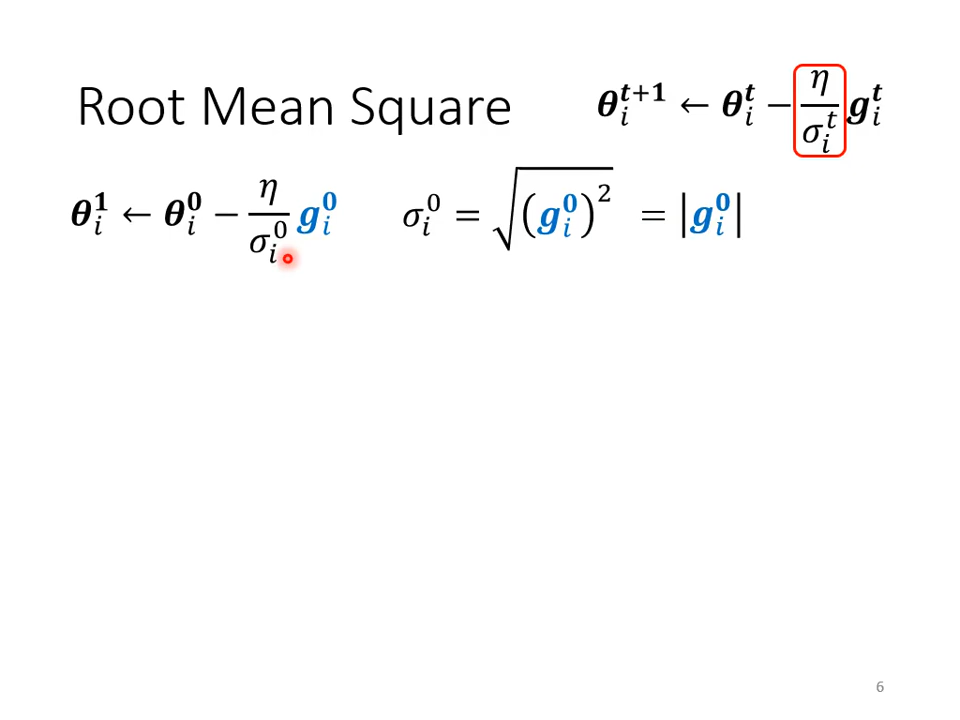 Root Mean Square
θᵢᵗ⁺¹ ← θᵢᵗ − η/σᵢᵗ gᵢᵗ
θᵢ¹ ← θᵢ⁰ − η/σᵢ⁰ gᵢ⁰ σᵢ⁰ = √(gᵢ⁰)² = |gᵢ⁰|
6